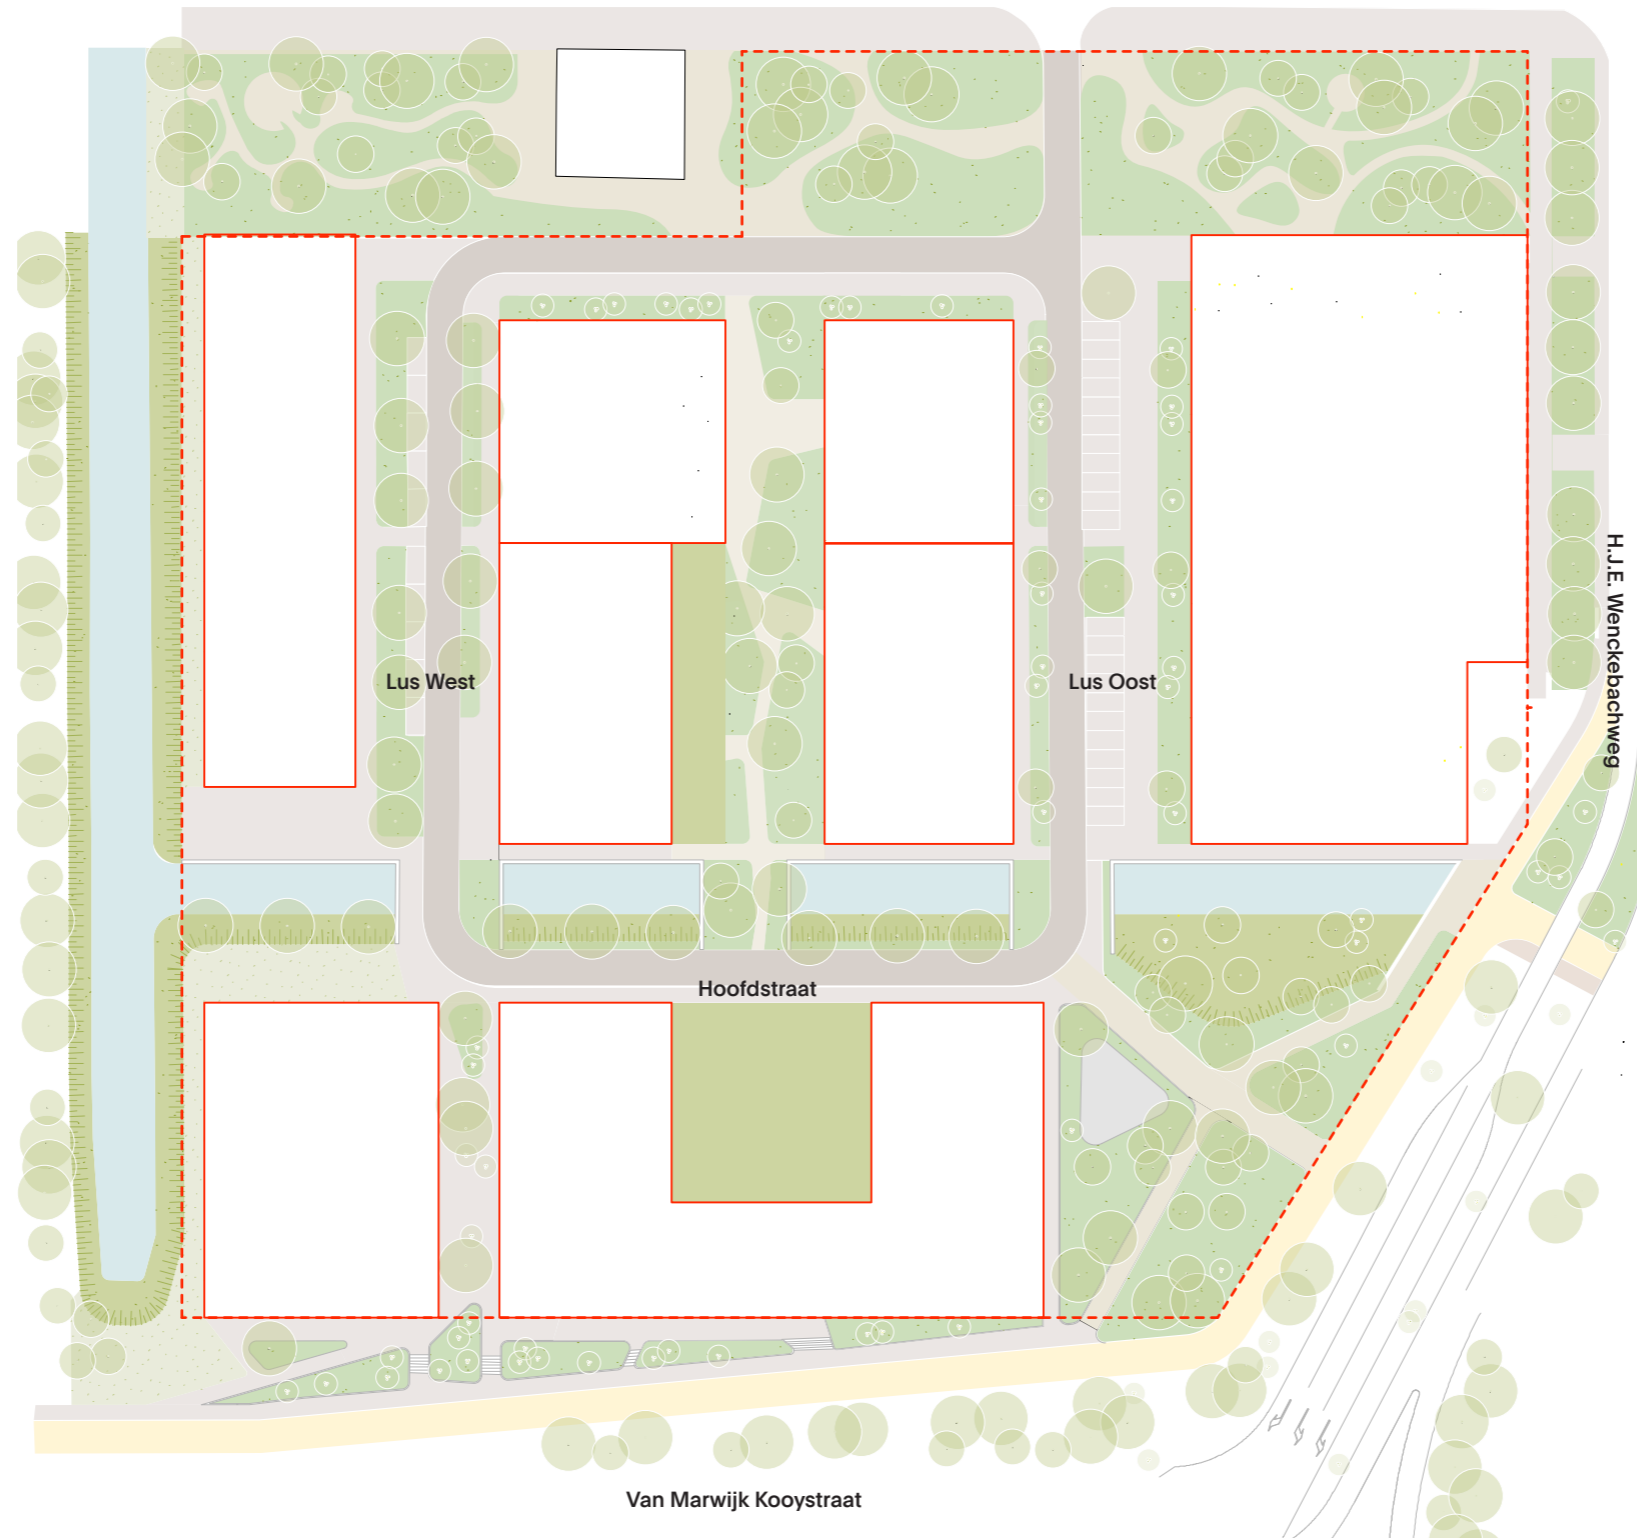 H.J.E. Wenckebachweg
Lus West
Lus Oost
Hoofdstraat
Van Marwijk Kooystraat